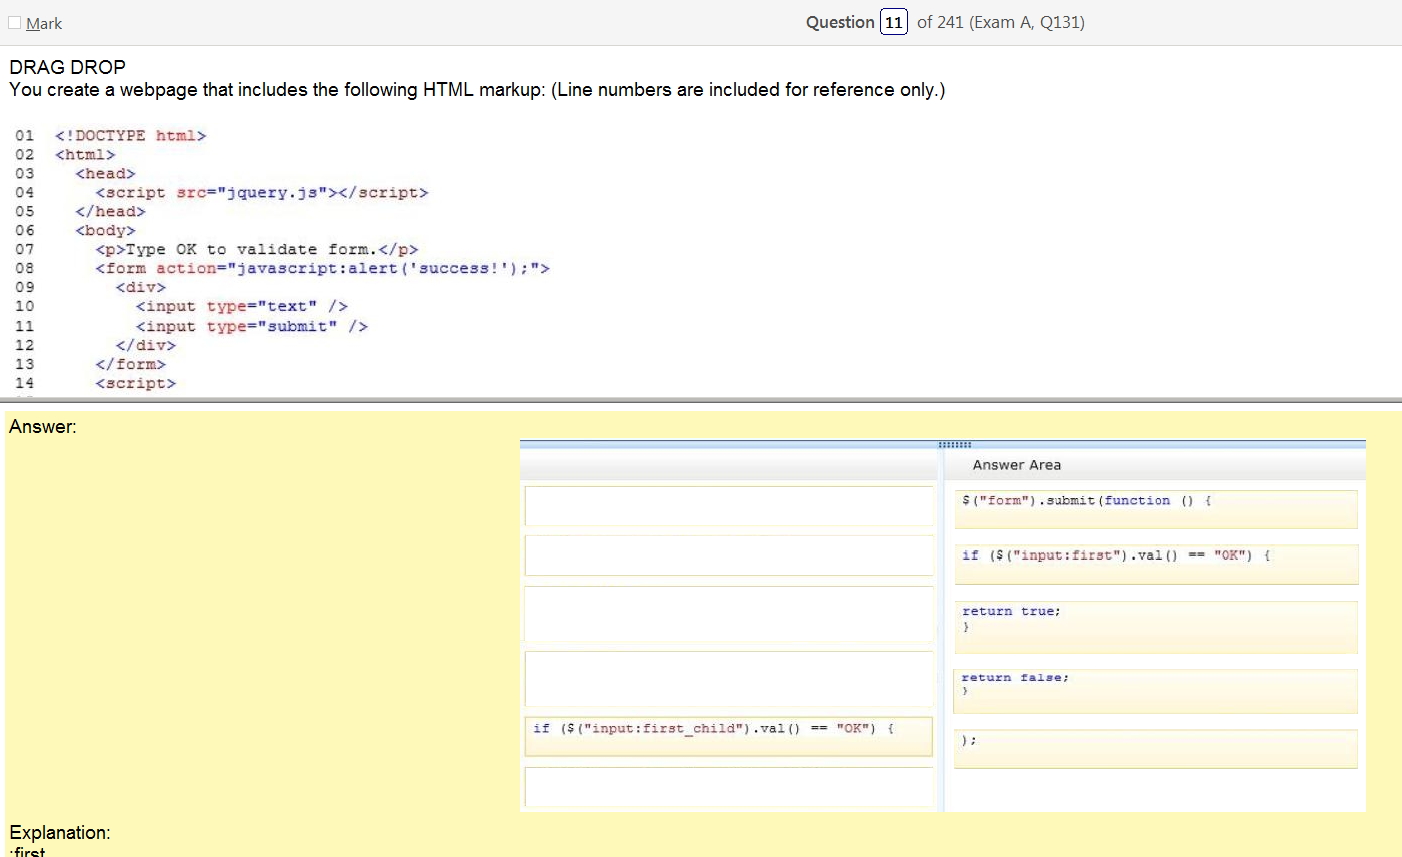 Mark
Question 11 of 241 (Exam A, Q131)
DRAG DROP
You create a webpage that includes the following HTML markup: (Line numbers are included for reference only.)
01 <!DOCTYPE html>
02 <html>
03 <head>
04 <script src="jquery.js"></script>
05 </head>
06 <body>
07 <p>Type OK to validate form.</p>
08 <form action="javascript:alert('success!');">
09 <div>
10 <input type="text" />
11 <input type="submit" />
12 </div>
13 </form>
14 <script>
Answer:
Answer Area
$("form").submit(function () {
if ($("input:first").val() == "OK") {
return true;
}
return false;
}
);
if ($("input:first_child").val() == "OK") {
Explanation:
:first